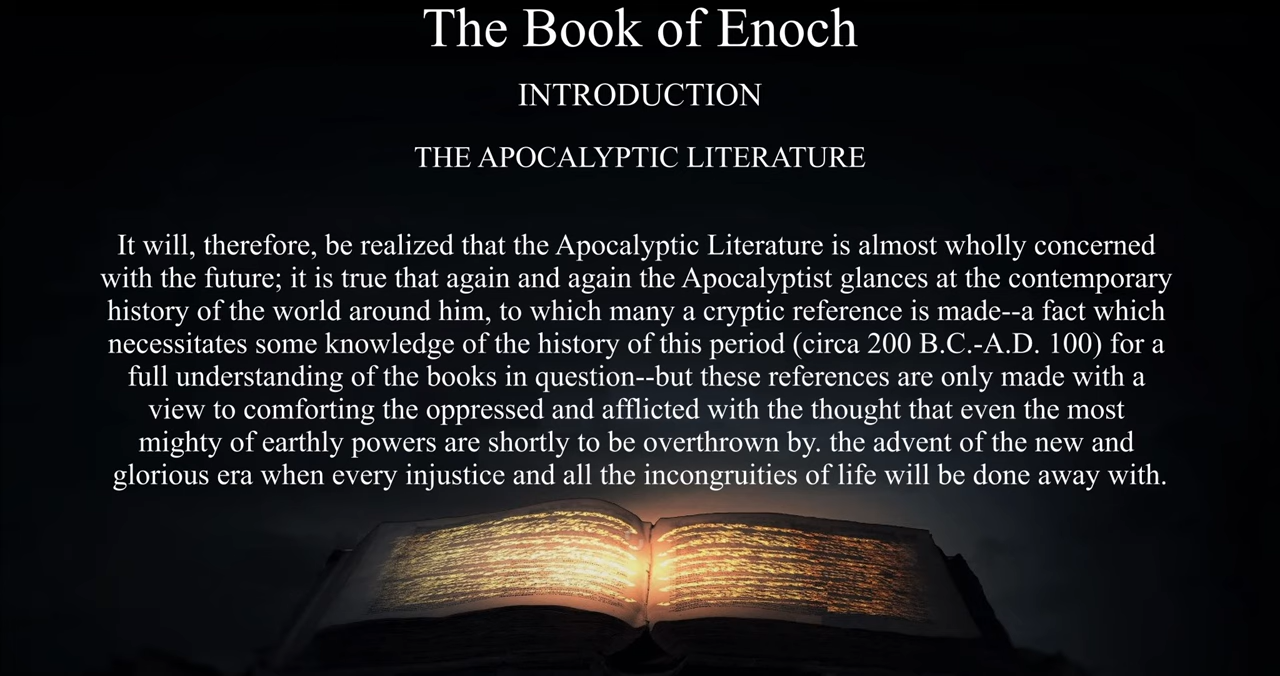 The Book of Enoch
INTRODUCTION
THE APOCALYPTIC LITERATURE
It will, therefore, be realized that the Apocalyptic Literature is almost wholly concerned
with the future; it is true that again and again the Apocalyptist glances at the contemporary
history of the world around him, to which many a cryptic reference is made--a fact which
necessitates some knowledge of the history of this period (circa 200 B.C.-A.D. 100) for a
full understanding of the books in question--but these references are only made with a
view to comforting the oppressed and afflicted with the thought that even the most
mighty of earthly powers are shortly to be overthrown by. the advent of the new and
glorious era when every injustice and all the incongruities of life will be done away with.